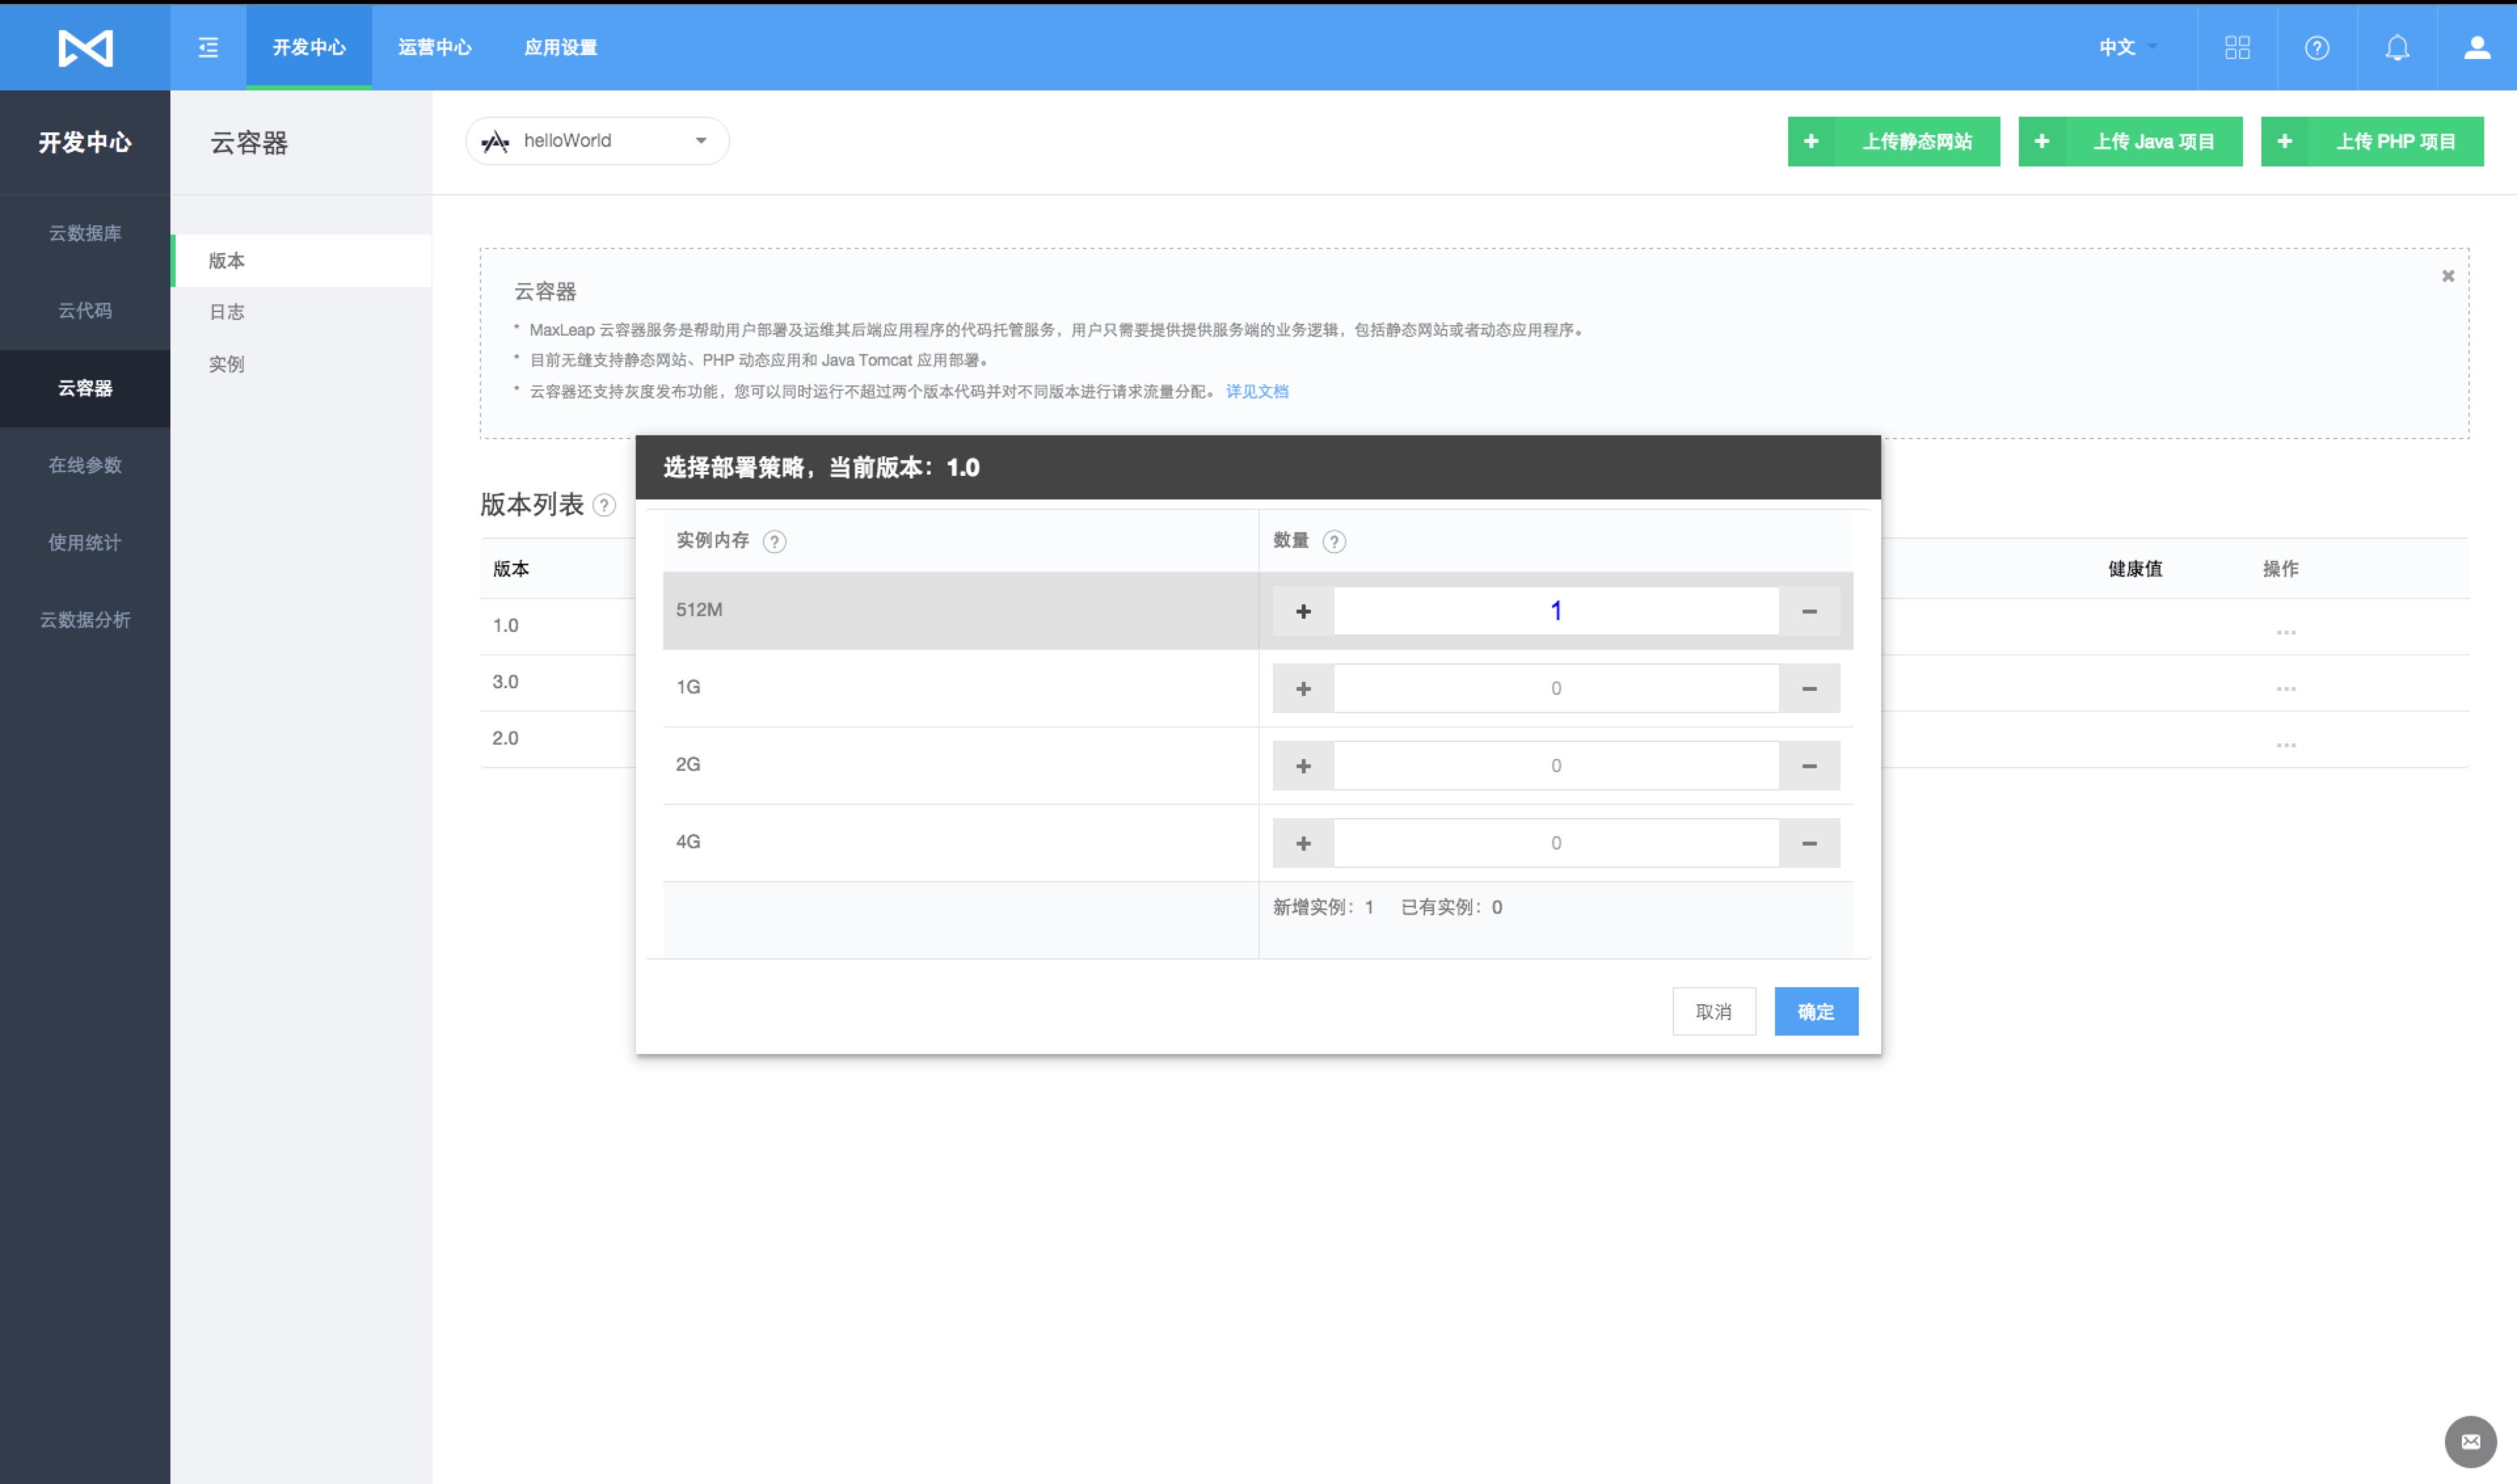 开发中心 运营中心 应用设置 中文
开发中心
云数据库
云代码
云容器
在线参数
使用统计
云数据分析
云容器
版本
日志
实例
helloWorld
+ 上传静态网站 + 上传 Java 项目 + 上传 PHP 项目
云容器
* MaxLeap 云容器服务是帮助用户部署及运维其后端应用程序的代码托管服务，用户只需要提供提供服务端的业务逻辑，包括静态网站或者动态应用程序。
* 目前无缝支持静态网站、PHP 动态应用和 Java Tomcat 应用部署。
* 云容器还支持灰度发布功能，您可以同时运行不超过两个版本代码并对不同版本进行请求流量分配。 详见文档
版本列表 ?
版本 健康值 操作
1.0 ...
3.0 ...
2.0 ...
选择部署策略，当前版本：1.0
实例内存 ? 数量 ?
512M + 1 −
1G + 0 −
2G + 0 −
4G + 0 −
新增实例：1 已有实例：0
取消 确定